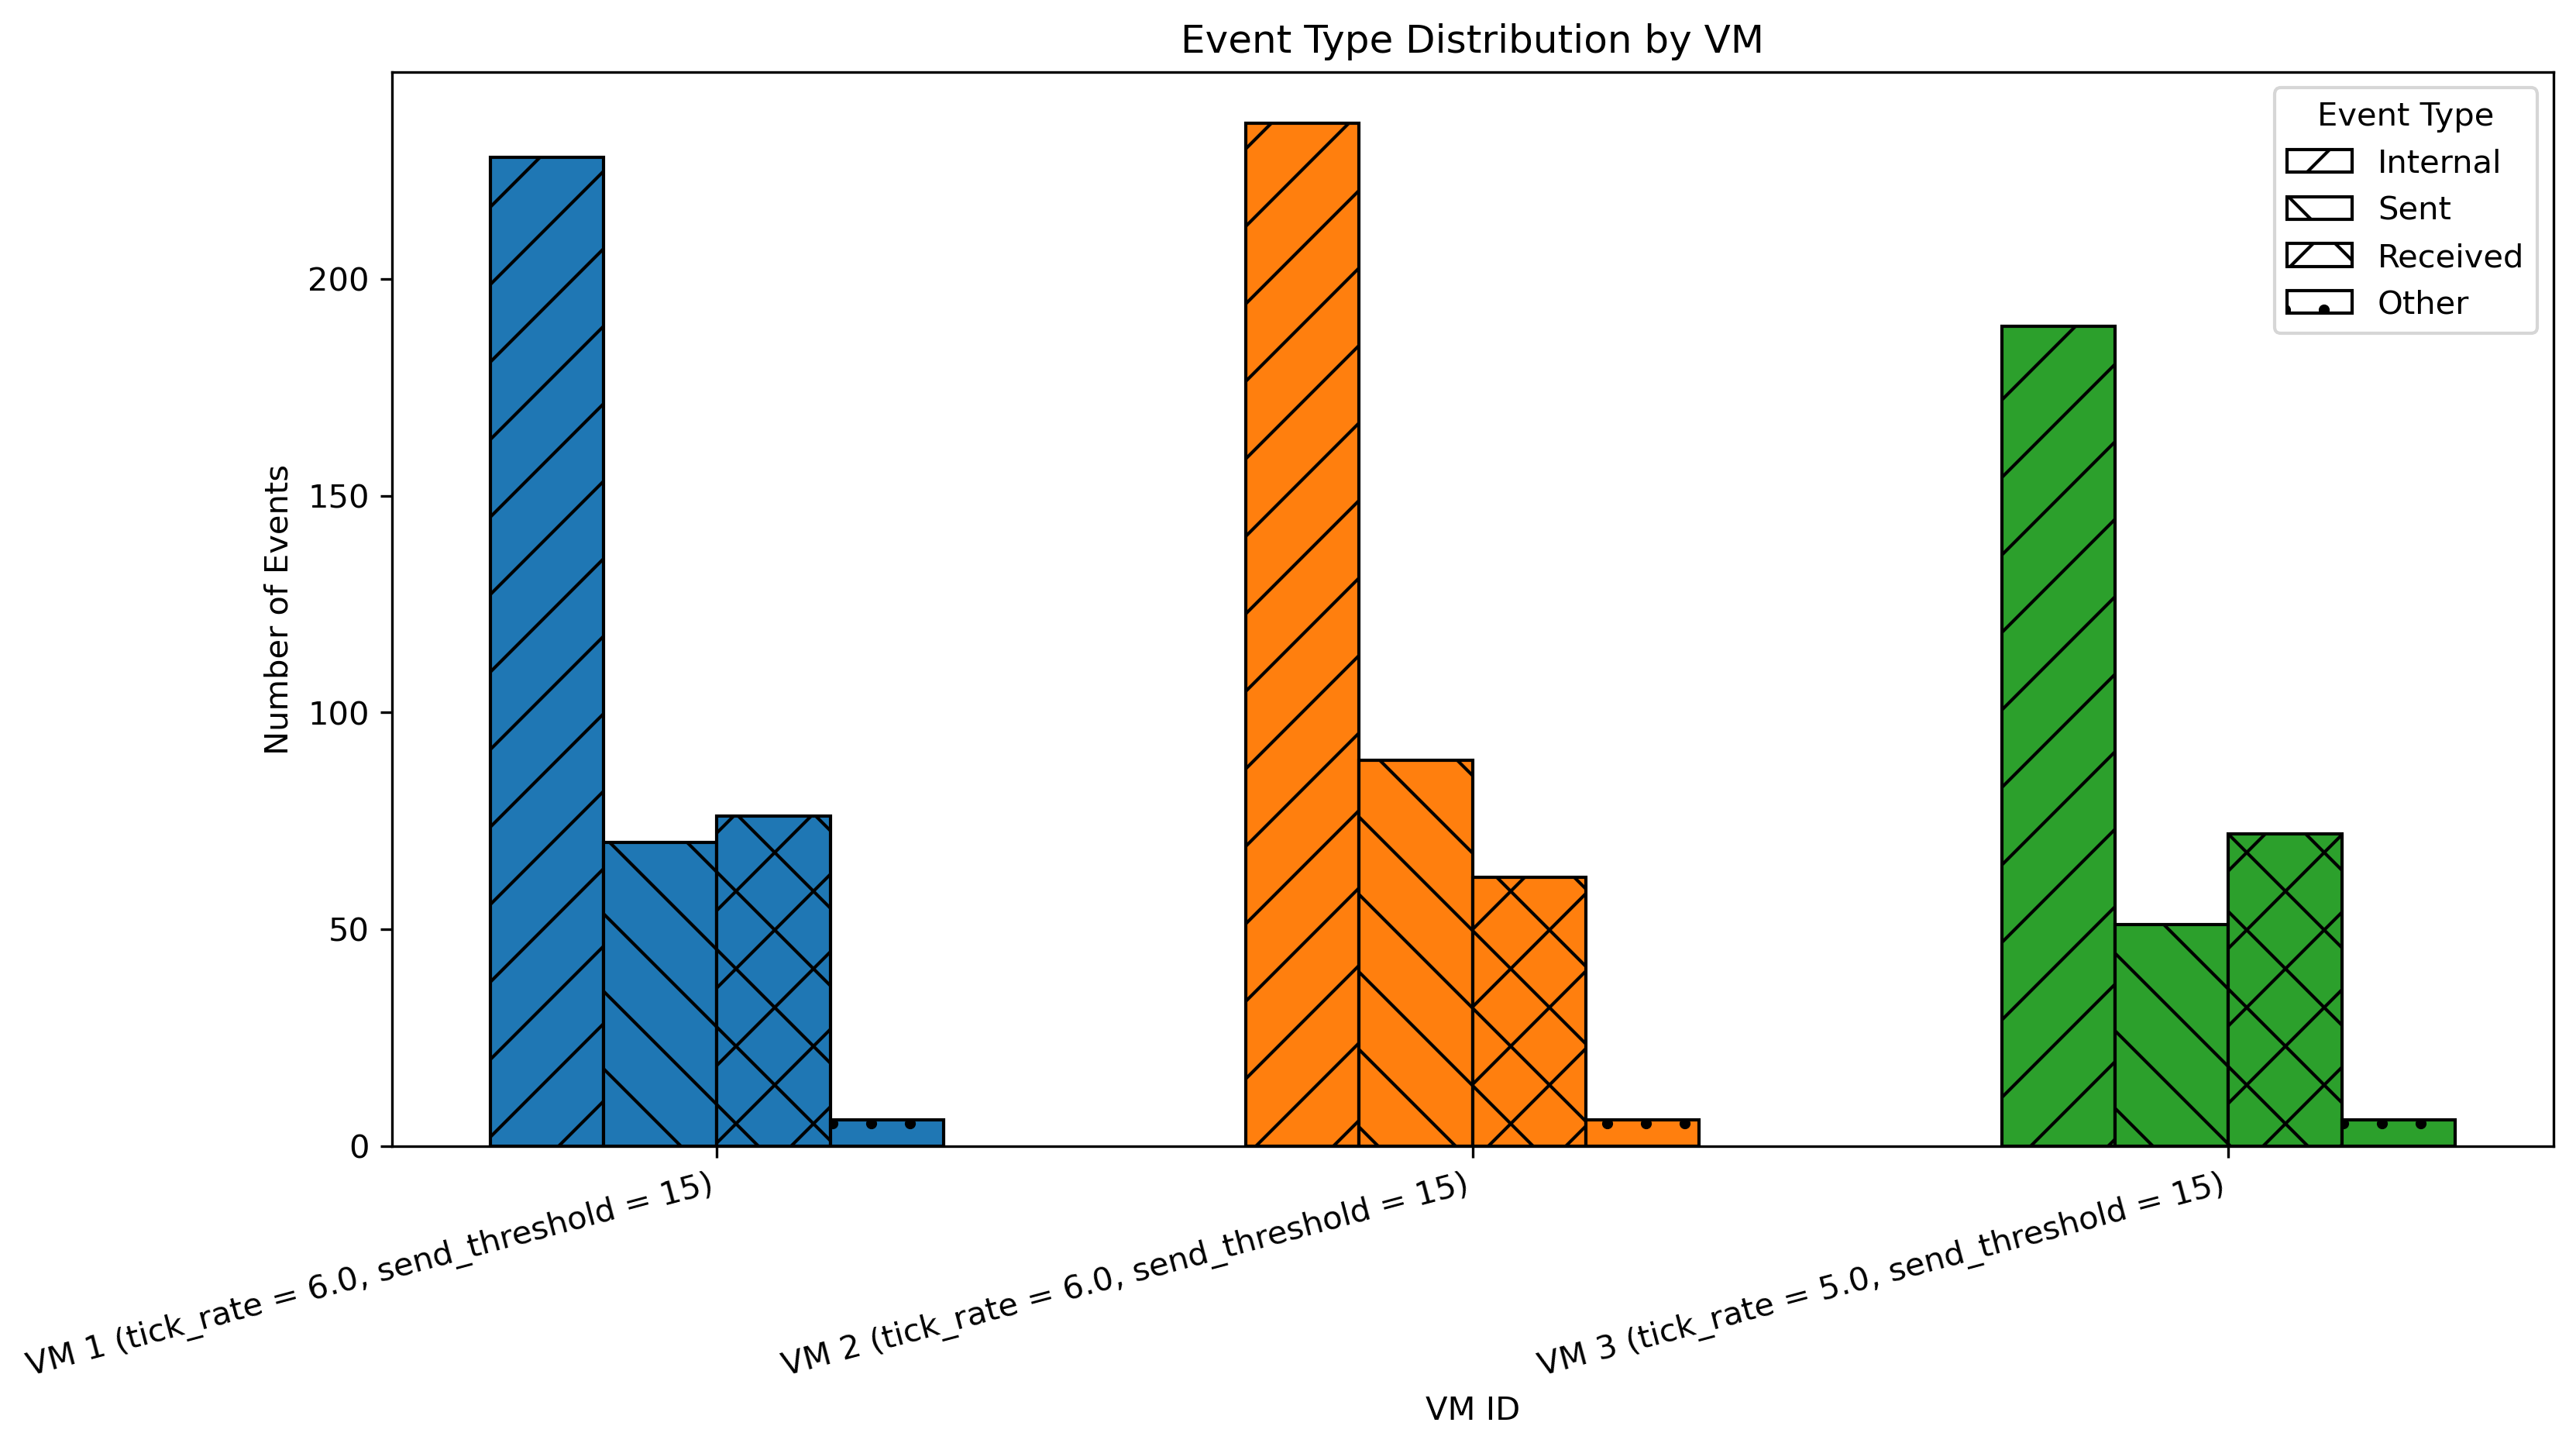 Event Type Distribution by VM
Event Type
Internal
Sent
Received
Other
Number of Events
200
150
100
50
0
VM 1 (tick_rate = 6.0, send_threshold = 15)
VM 2 (tick_rate = 6.0, send_threshold = 15)
VM 3 (tick_rate = 5.0, send_threshold = 15)
VM ID